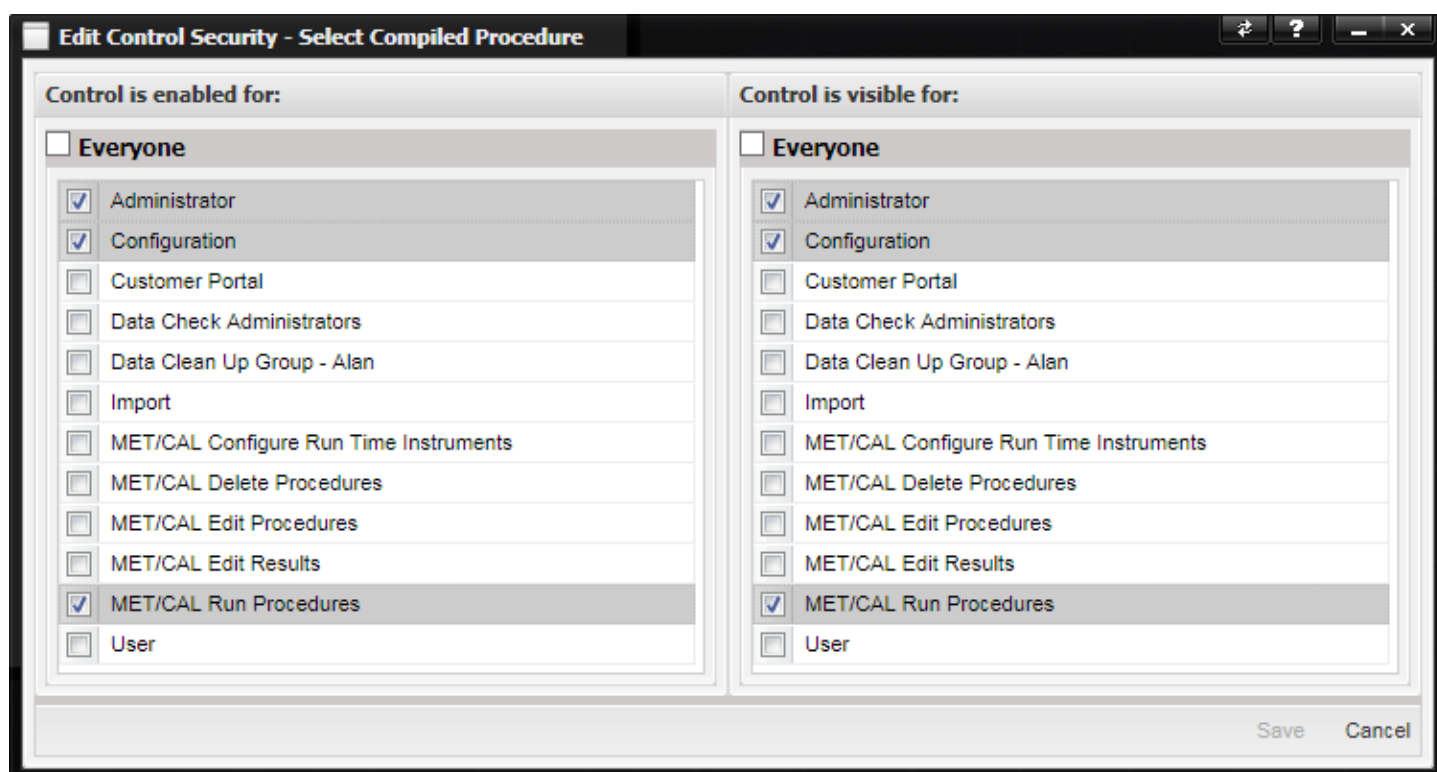 Edit Control Security - Select Compiled Procedure
?
Control is enabled for:
Everyone
Administrator
Configuration
Customer Portal
Data Check Administrators
Data Clean Up Group - Alan
Import
MET/CAL Configure Run Time Instruments
MET/CAL Delete Procedures
MET/CAL Edit Procedures
MET/CAL Edit Results
MET/CAL Run Procedures
User
Control is visible for:
Everyone
Administrator
Configuration
Customer Portal
Data Check Administrators
Data Clean Up Group - Alan
Import
MET/CAL Configure Run Time Instruments
MET/CAL Delete Procedures
MET/CAL Edit Procedures
MET/CAL Edit Results
MET/CAL Run Procedures
User
Save Cancel